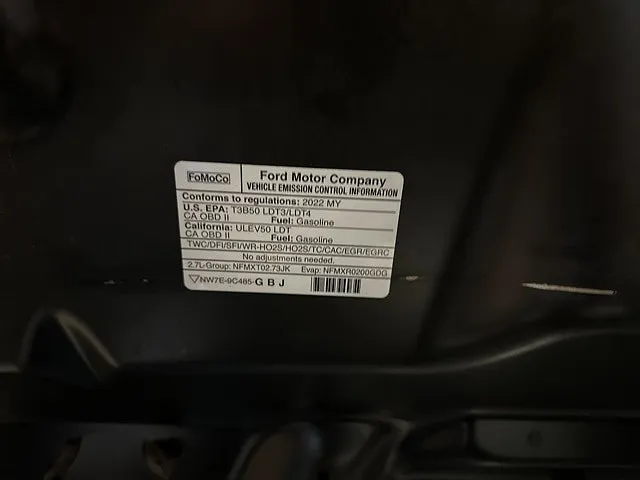 FoMoCo
Ford Motor Company
VEHICLE EMISSION CONTROL INFORMATION
Conforms to regulations: 2022 MY
U.S. EPA: T3B50 LDT3/LDT4
CA OBD II Fuel: Gasoline
California: ULEV50 LDT
CA OBD II Fuel: Gasoline
TWC/DFI/SFI/WR-HO2S/HO2S/TC/CAC/EGR/EGRC
No adjustments needed.
2.7L-Group: NFMXT02.73JK Evap: NFMXR0200GDG
NW7E-9C485-GBJ